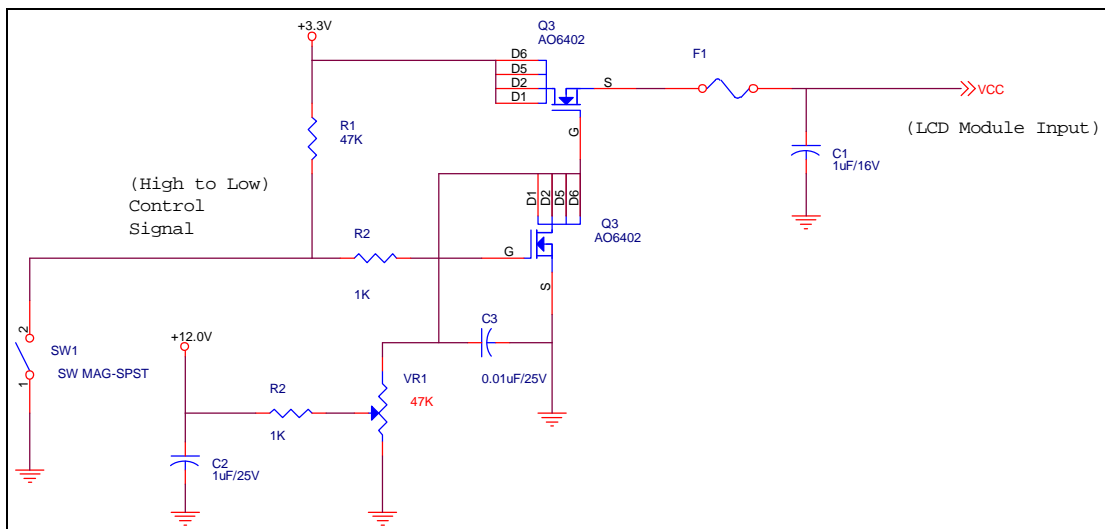 +3.3V
Q3
AO6402
D6
D5
D2
D1
S
G
F1
VCC
(LCD Module Input)
R1
47K
C1
1uF/16V
(High to Low)
Control
Signal
D1
D2
D5
D6
Q3
AO6402
G
S
R2
1K
2
1
SW1
SW MAG-SPST
+12.0V
C3
0.01uF/25V
R2
1K
VR1
47K
C2
1uF/25V